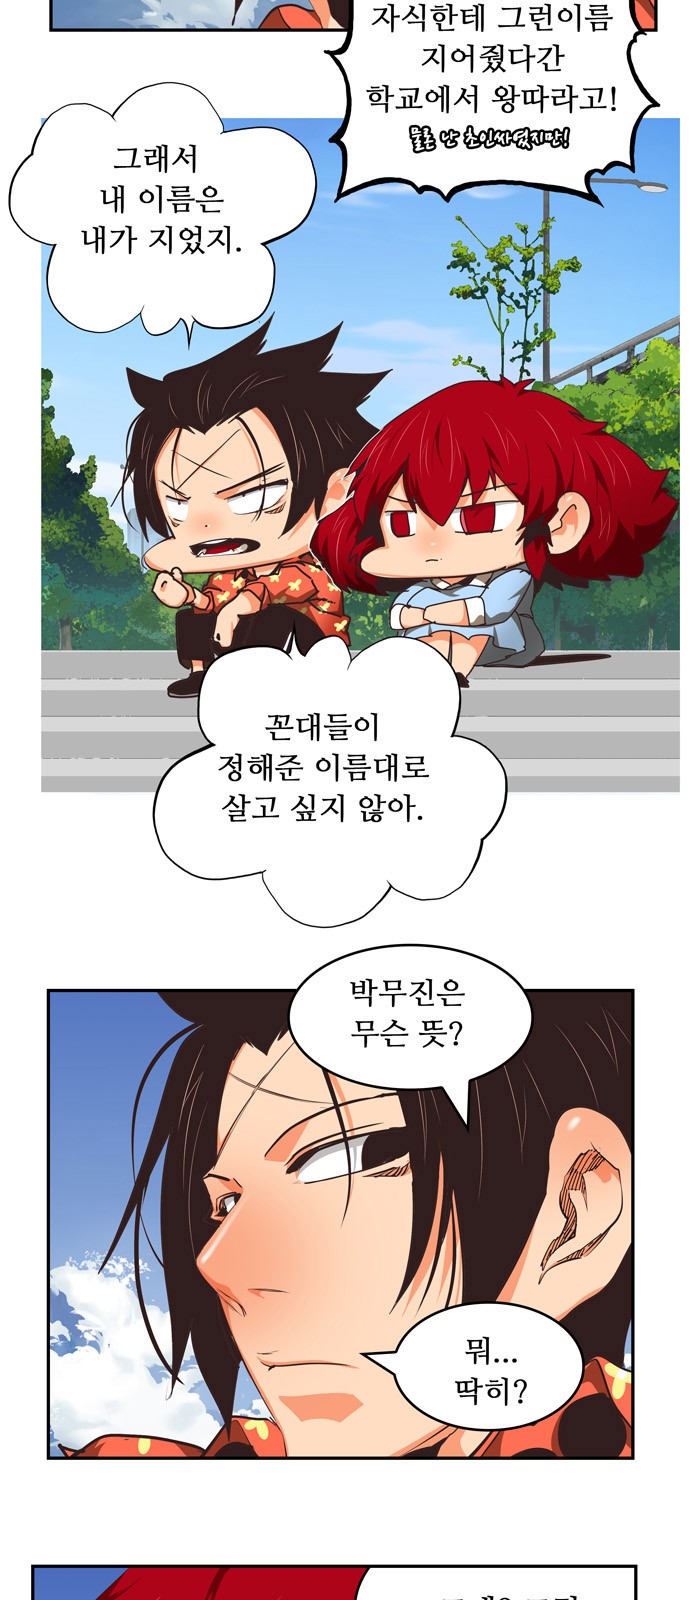 자식한테 그런이름
지어줬다간
학교에서 왕따라고!
물론 난 초인싸였지만!
그래서
내 이름은
내가 지었지.
꼰대들이
정해준 이름대로
살고 싶지 않아.
박무진은
무슨 뜻?
뭐...
딱히?